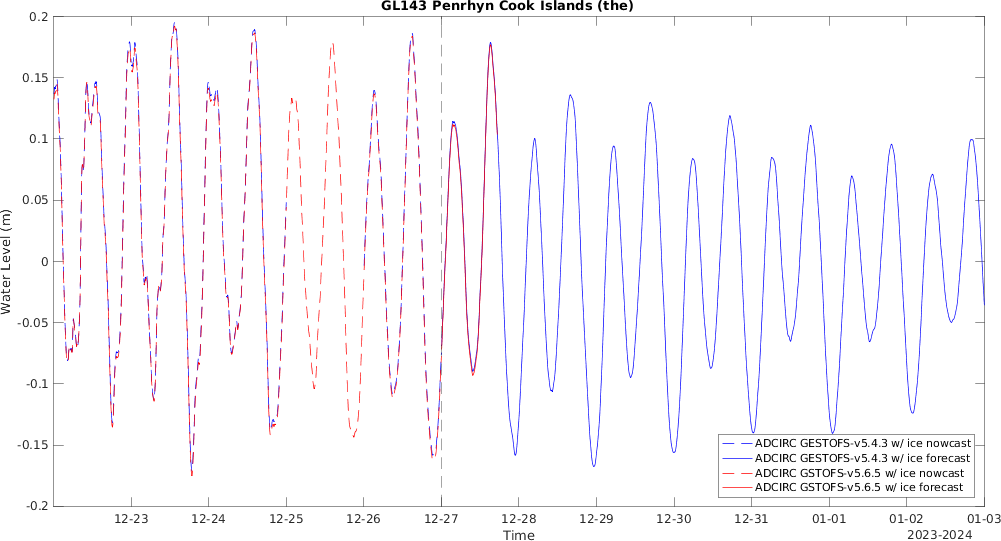 GL143 Penrhyn Cook Islands (the)
0.2
0.15
0.1
0.05
0
-0.05
-0.1
-0.15
-0.2
Water Level (m)
12-23 12-24 12-25 12-26 12-27 12-28 12-29 12-30 12-31 01-01 01-02 01-03
Time
2023-2024
ADCIRC GESTOFS-v5.4.3 w/ ice nowcast
ADCIRC GESTOFS-v5.4.3 w/ ice forecast
ADCIRC GSTOFS-v5.6.5 w/ ice nowcast
ADCIRC GSTOFS-v5.6.5 w/ ice forecast